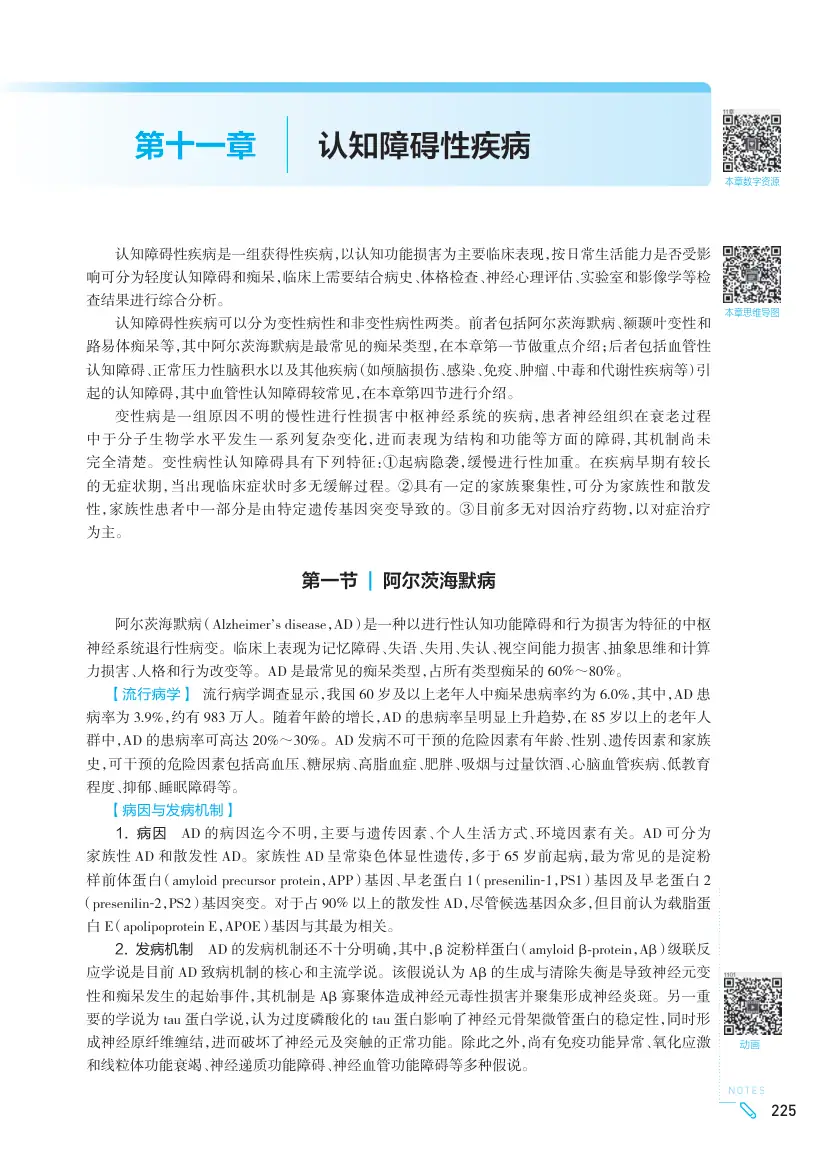 第十一章
认知障碍性疾病
11章
本章数字资源
认知障碍性疾病是一组获得性疾病,以认知功能损害为主要临床表现,按日常生活能力是否受影
响可分为轻度认知障碍和痴呆,临床上需要结合病史、体格检查、神经心理评估、实验室和影像学等检
查结果进行综合分析。
本章思维导图
认知障碍性疾病可以分为变性病性和非变性病性两类。前者包括阿尔茨海默病、额颞叶变性和
路易体痴呆等,其中阿尔茨海默病是最常见的痴呆类型,在本章第一节做重点介绍;后者包括血管性
认知障碍、正常压力性脑积水以及其他疾病(如颅脑损伤、感染、免疫、肿瘤、中毒和代谢性疾病等)引
起的认知障碍,其中血管性认知障碍较常见,在本章第四节进行介绍。
变性病是一组原因不明的慢性进行性损害中枢神经系统的疾病,患者神经组织在衰老过程
中于分子生物学水平发生一系列复杂变化,进而表现为结构和功能等方面的障碍,其机制尚未
完全清楚。变性病性认知障碍具有下列特征:①起病隐袭,缓慢进行性加重。在疾病早期有较长
的无症状期,当出现临床症状时多无缓解过程。②具有一定的家族聚集性,可分为家族性和散发
性,家族性患者中一部分是由特定遗传基因突变导致的。③目前多无对因治疗药物,以对症治疗
为主。
第一节 | 阿尔茨海默病
阿尔茨海默病(Alzheimer's disease,AD)是一种以进行性认知功能障碍和行为损害为特征的中枢
神经系统退行性病变。临床上表现为记忆障碍、失语、失用、失认、视空间能力损害、抽象思维和计算
力损害、人格和行为改变等。AD 是最常见的痴呆类型,占所有类型痴呆的 60%~80%。
【流行病学】 流行病学调查显示,我国 60 岁及以上老年人中痴呆患病率约为 6.0%,其中,AD 患
病率为 3.9%,约有 983 万人。随着年龄的增长,AD 的患病率呈明显上升趋势,在 85 岁以上的老年人
群中,AD 的患病率可高达 20%~30%。AD 发病不可干预的危险因素有年龄、性别、遗传因素和家族
史,可干预的危险因素包括高血压、糖尿病、高脂血症、肥胖、吸烟与过量饮酒、心脑血管疾病、低教育
程度、抑郁、睡眠障碍等。
【病因与发病机制】
1. 病因 AD 的病因迄今不明,主要与遗传因素、个人生活方式、环境因素有关。AD 可分为
家族性 AD 和散发性 AD。家族性 AD 呈常染色体显性遗传,多于 65 岁前起病,最为常见的是淀粉
样前体蛋白(amyloid precursor protein,APP)基因、早老蛋白 1(presenilin-1,PS1)基因及早老蛋白 2
(presenilin-2,PS2)基因突变。对于占 90% 以上的散发性 AD,尽管候选基因众多,但目前认为载脂蛋
白 E(apolipoprotein E,APOE)基因与其最为相关。
2. 发病机制 AD 的发病机制还不十分明确,其中,β 淀粉样蛋白(amyloid β-protein,Aβ)级联反
应学说是目前 AD 致病机制的核心和主流学说。该假说认为 Aβ 的生成与清除失衡是导致神经元变
性和痴呆发生的起始事件,其机制是 Aβ 寡聚体造成神经元毒性损害并聚集形成神经炎斑。另一重
要的学说为 tau 蛋白学说,认为过度磷酸化的 tau 蛋白影响了神经元骨架微管蛋白的稳定性,同时形
成神经原纤维缠结,进而破坏了神经元及突触的正常功能。除此之外,尚有免疫功能异常、氧化应激
和线粒体功能衰竭、神经递质功能障碍、神经血管功能障碍等多种假说。
1101
动画
NOTES
225